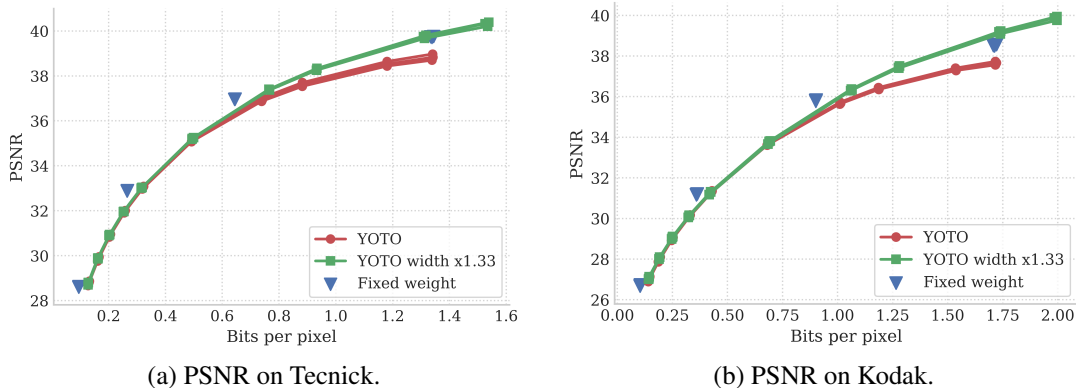 40
38
36
34
32
30
28
PSNR
0.2 0.4 0.6 0.8 1.0 1.2 1.4 1.6
Bits per pixel
YOTO
YOTO width x1.33
Fixed weight
(a) PSNR on Tecnick.
40
38
36
34
32
30
28
26
PSNR
0.00 0.25 0.50 0.75 1.00 1.25 1.50 1.75 2.00
Bits per pixel
YOTO
YOTO width x1.33
Fixed weight
(b) PSNR on Kodak.